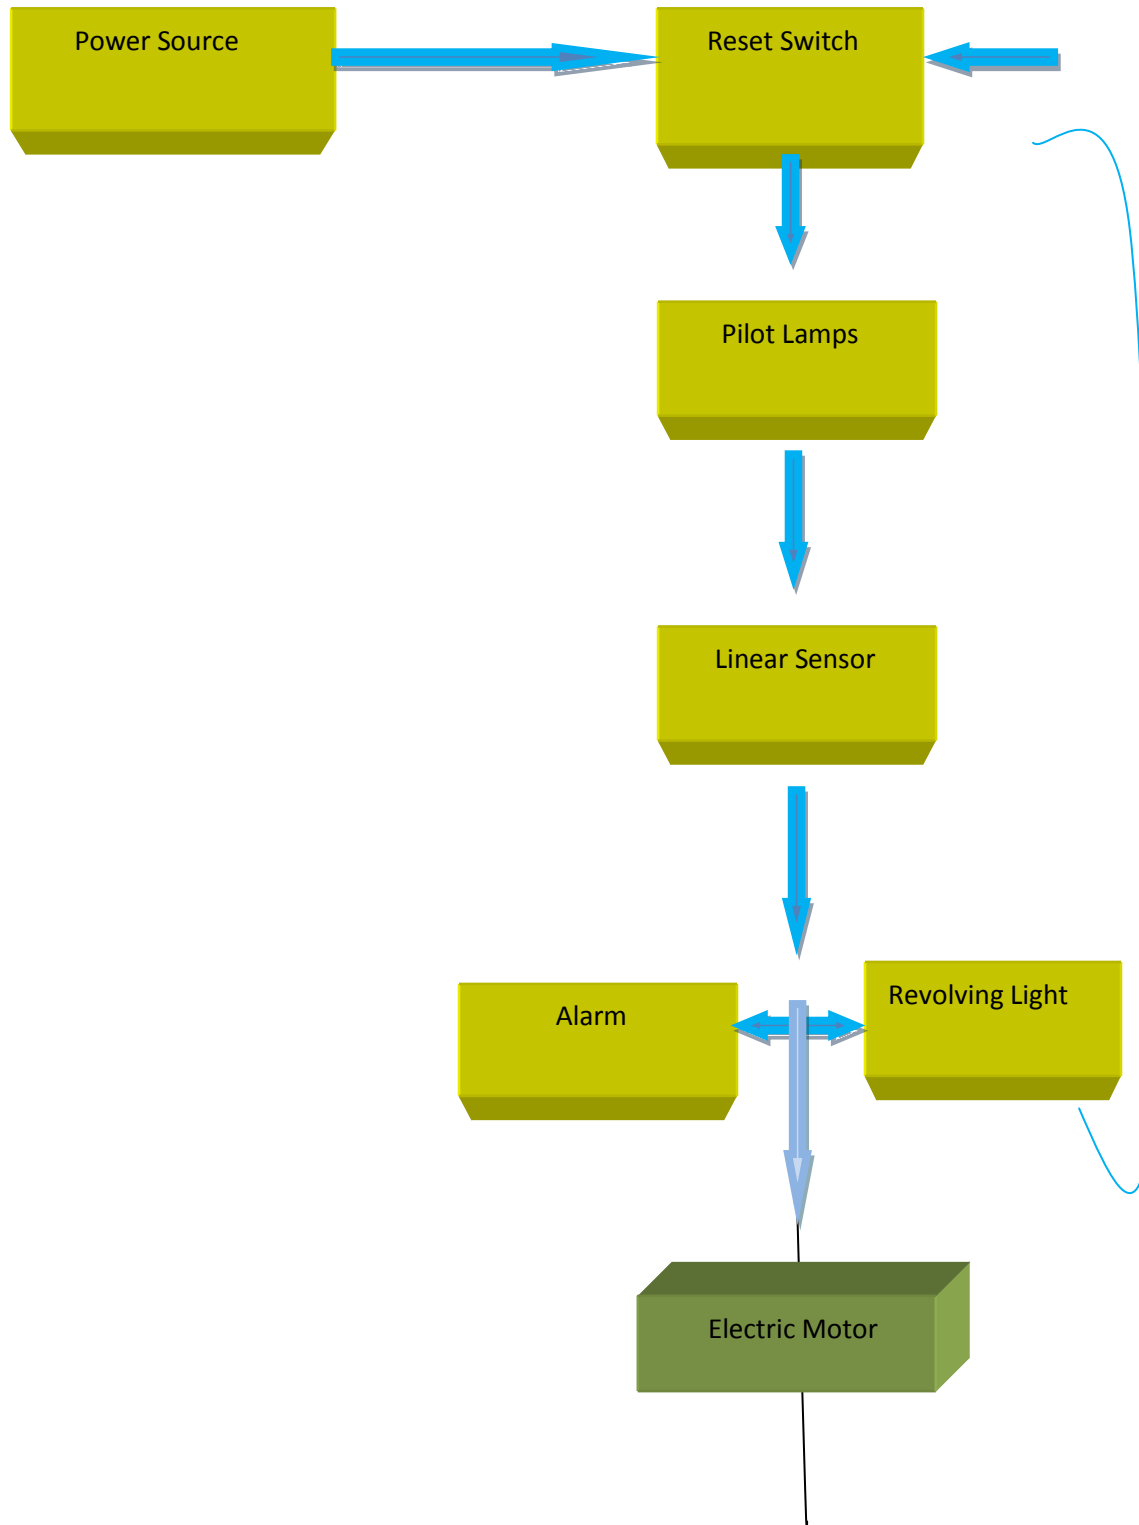 Power Source
Reset Switch
Pilot Lamps
Linear Sensor
Alarm
Revolving Light
Electric Motor